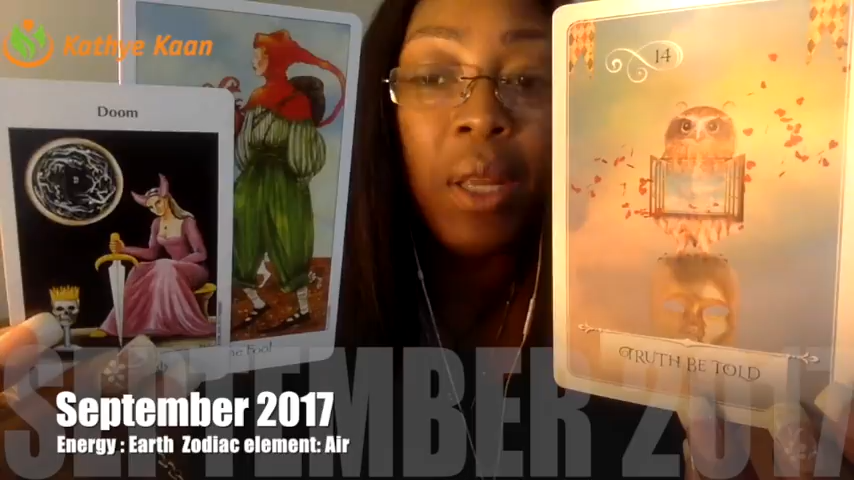 Kathye Kaan
Doom
The Fool
14
TRUTH BE TOLD
SEPTEMBER 2017
September 2017
Energy : Earth Zodiac element: Air